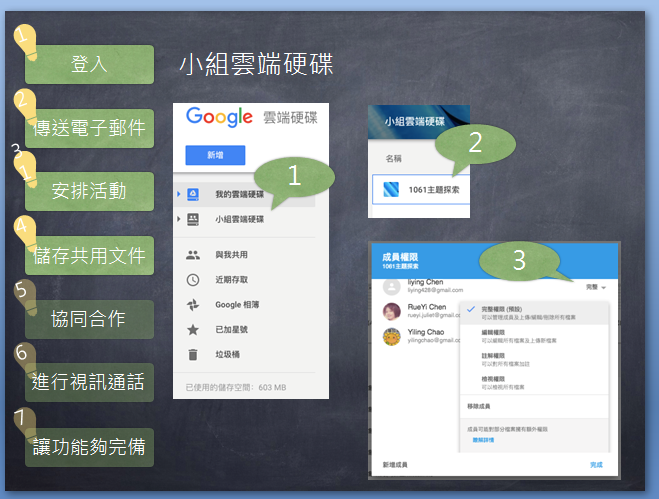 1
登入
2
傳送電子郵件
3
1
安排活動
4
儲存共用文件
5
協同合作
6
進行視訊通話
7
讓功能夠完備
小組雲端硬碟
Google 雲端硬碟
新增
1
我的雲端硬碟
小組雲端硬碟
與我共用
近期存取
Google 相簿
已加星號
垃圾桶
已使用的儲存空間：603 MB
小組雲端硬碟
2
名稱
1061主題探索
成員權限
1061主題探索
3
liying Chen
liying428@gmail.com
完整
RueYi Chen
rueyi.juliet@gmail.com
Yiling Chao
yilingchao@gmail.com
完整權限 (預設)
可以管理成員及上傳/編輯/刪除所有檔案
編輯權限
可以編輯所有檔案及上傳新檔案
註解權限
可以對所有檔案加註
檢視權限
可以檢視所有檔案
移除成員
成員可能對部分檔案擁有額外權限
瞭解詳情
新增成員
完成